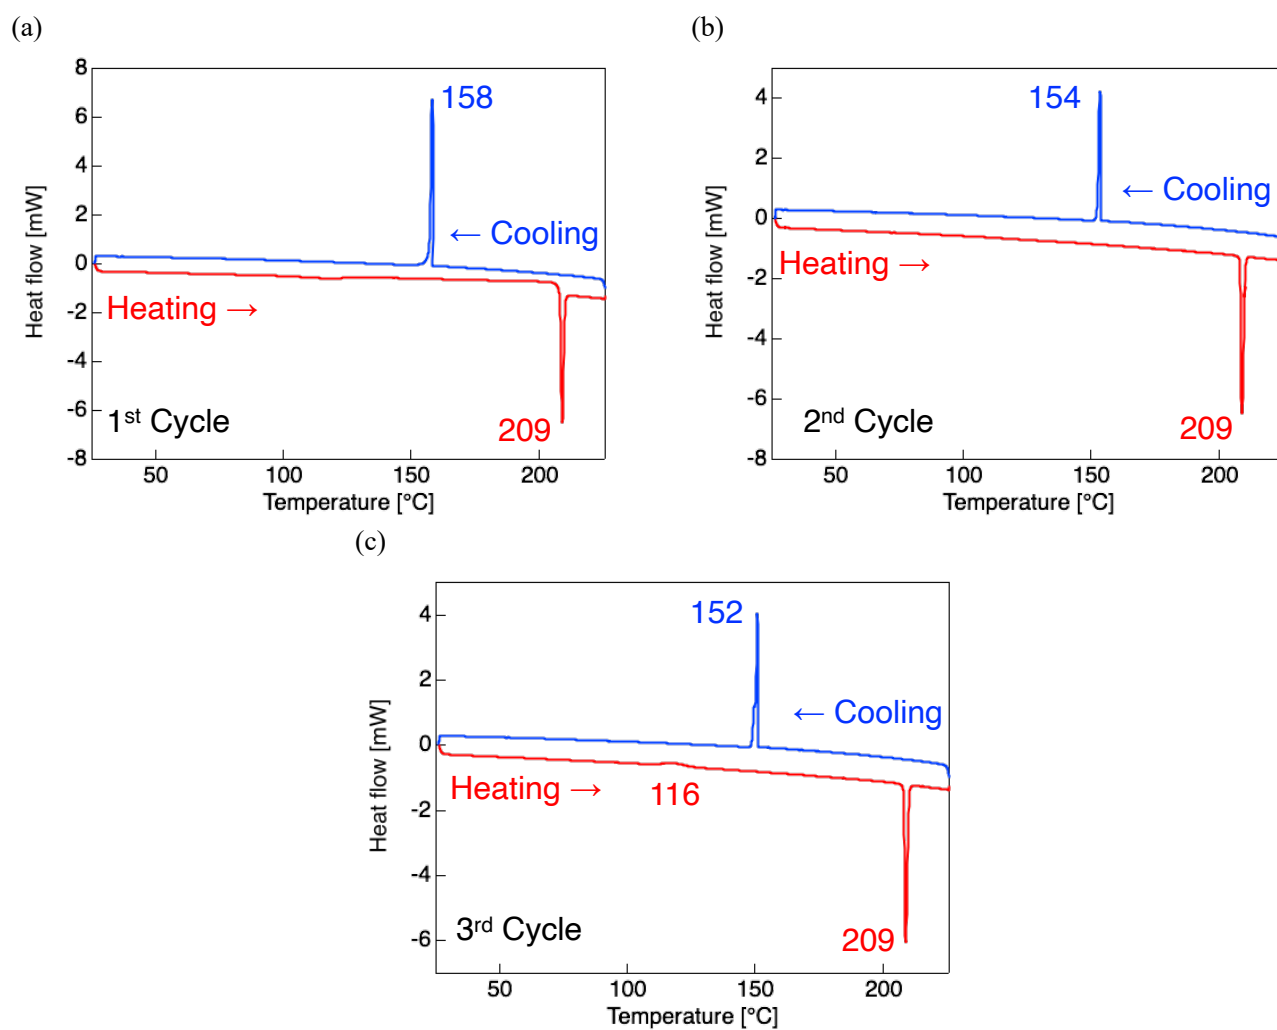 (a)
8
6
4
2
0
-2
-4
-6
-8
Heat flow [mW]
158
← Cooling
Heating →
1st Cycle
209
50 100 150 200
Temperature [°C]
(b)
4
2
0
-2
-4
-6
-8
Heat flow [mW]
154
← Cooling
Heating →
2nd Cycle
209
50 100 150 200
Temperature [°C]
(c)
4
2
0
-2
-4
-6
Heat flow [mW]
152
← Cooling
Heating →
116
3rd Cycle
209
50 100 150 200
Temperature [°C]